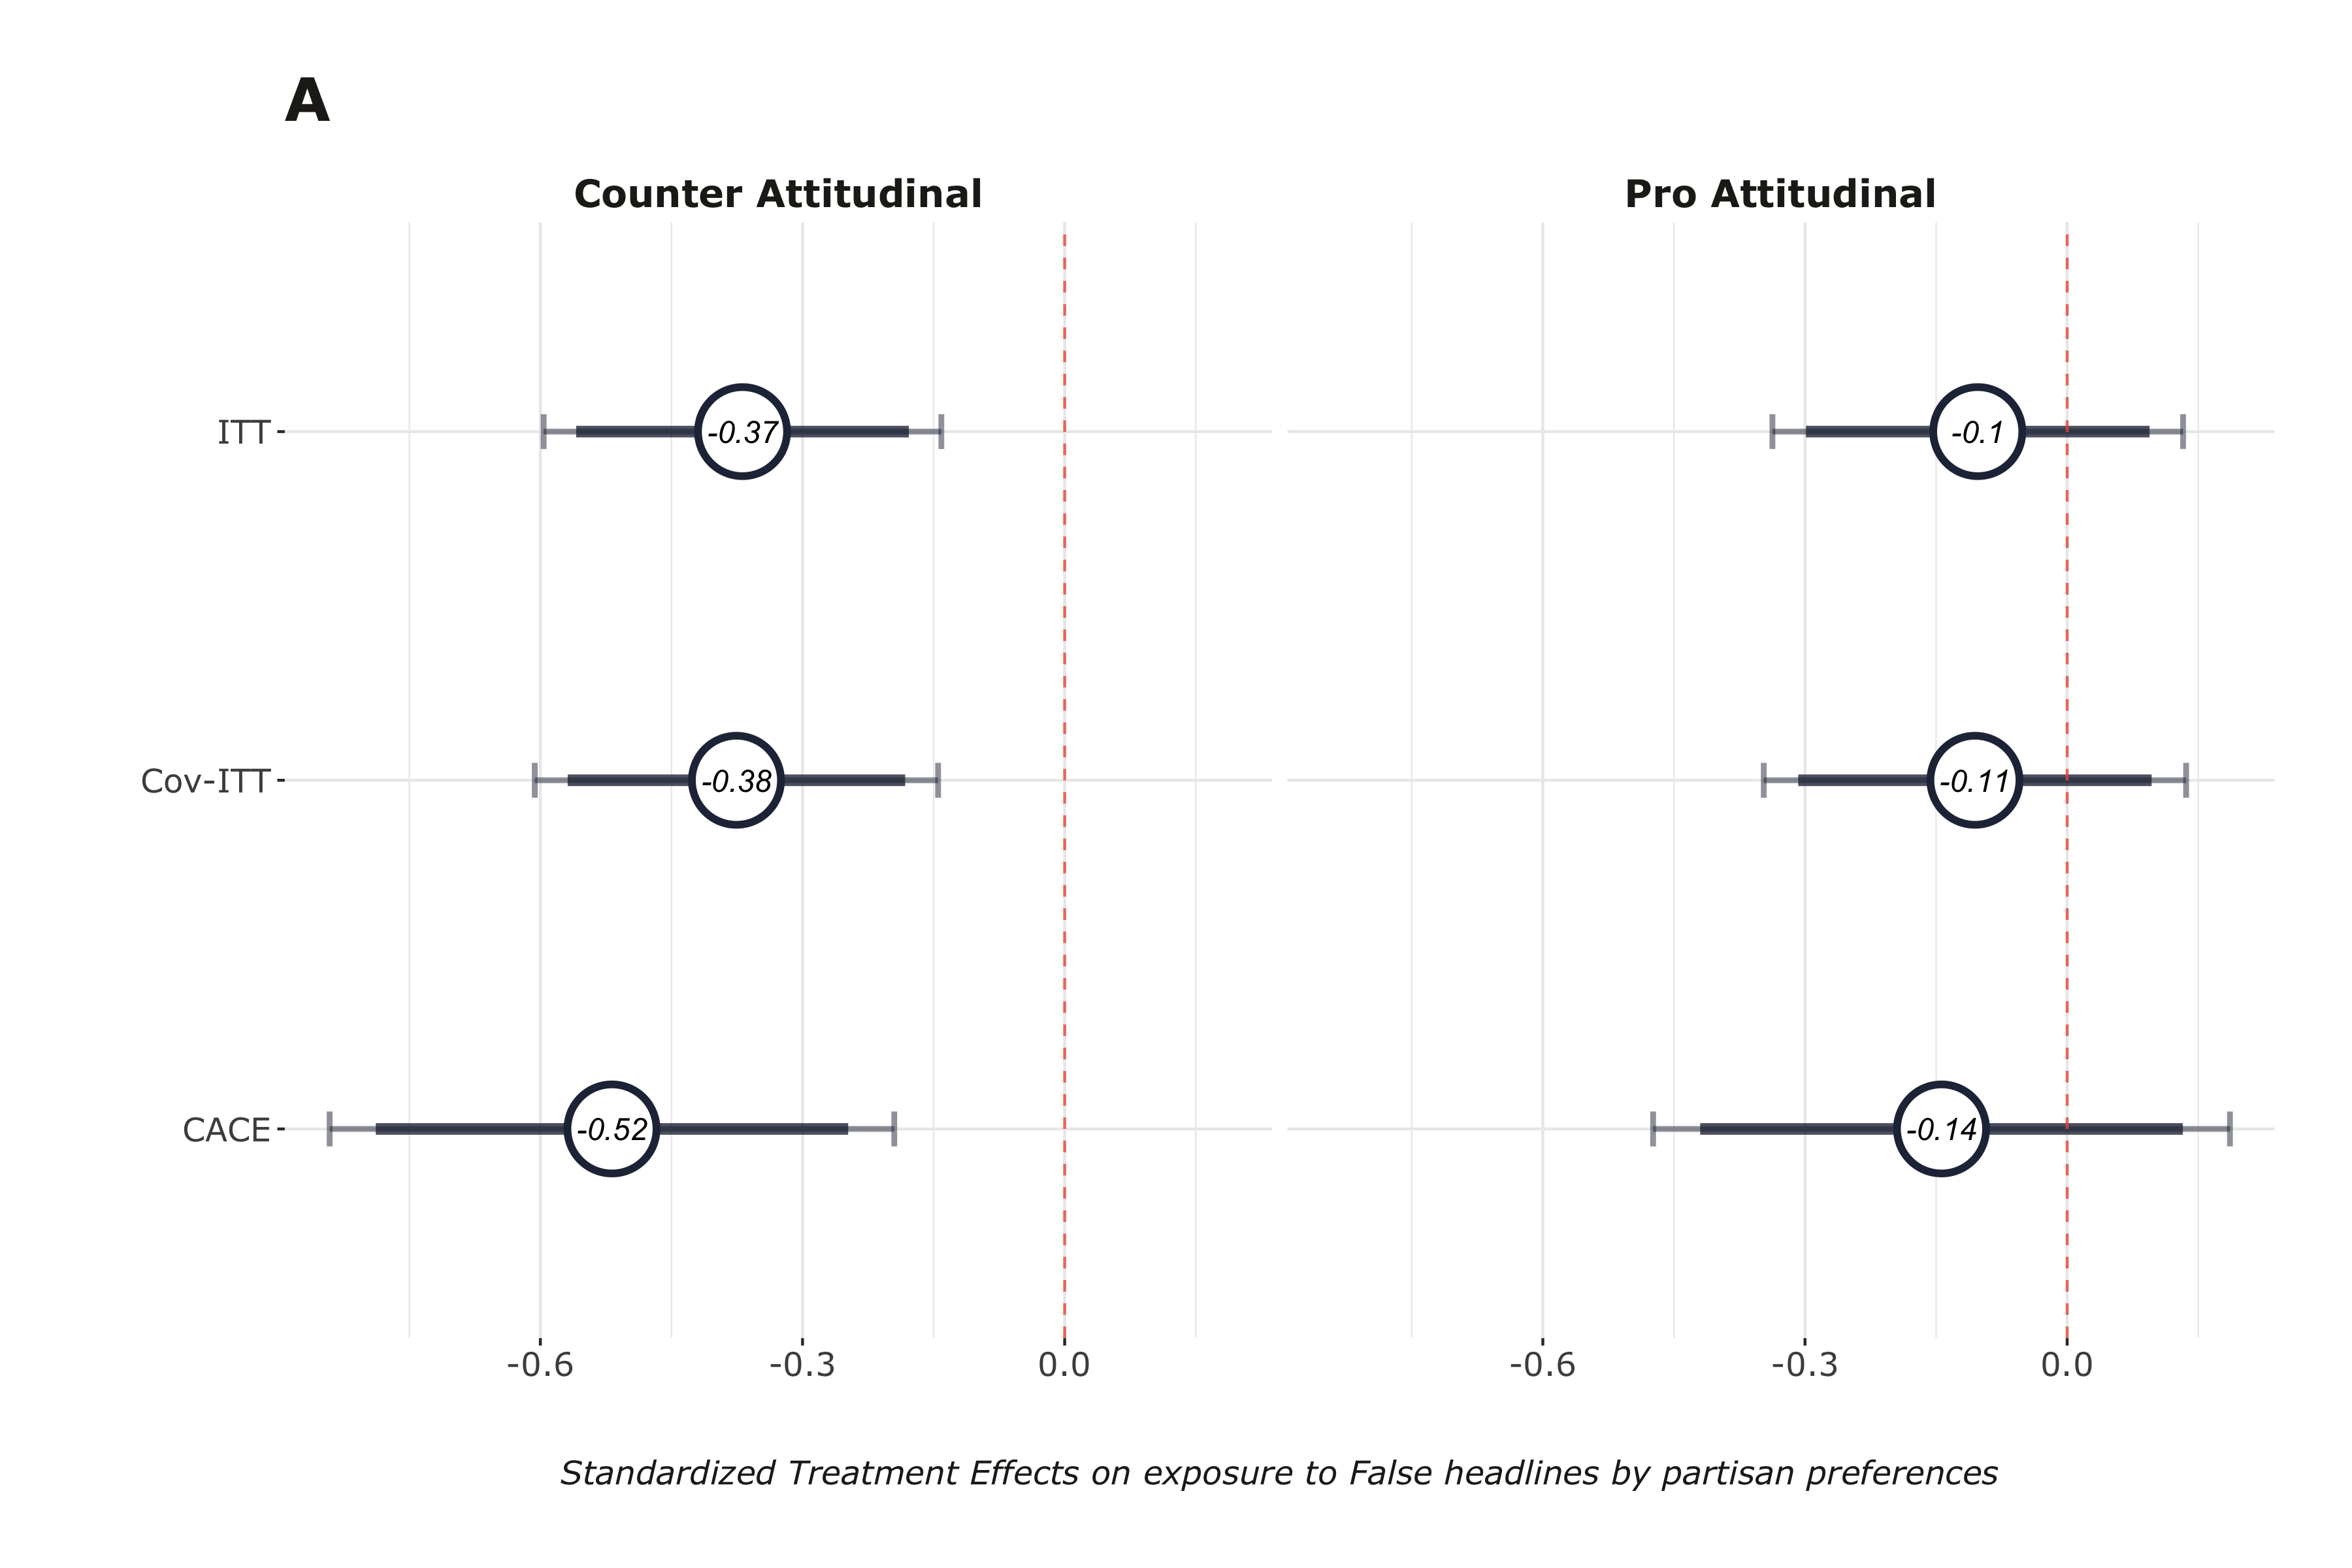 A
Counter Attitudinal
Pro Attitudinal
ITT
-0.37
-0.1
Cov-ITT
-0.38
-0.11
CACE
-0.52
-0.14
-0.6
-0.3
0.0
-0.6
-0.3
0.0
Standardized Treatment Effects on exposure to False headlines by partisan preferences